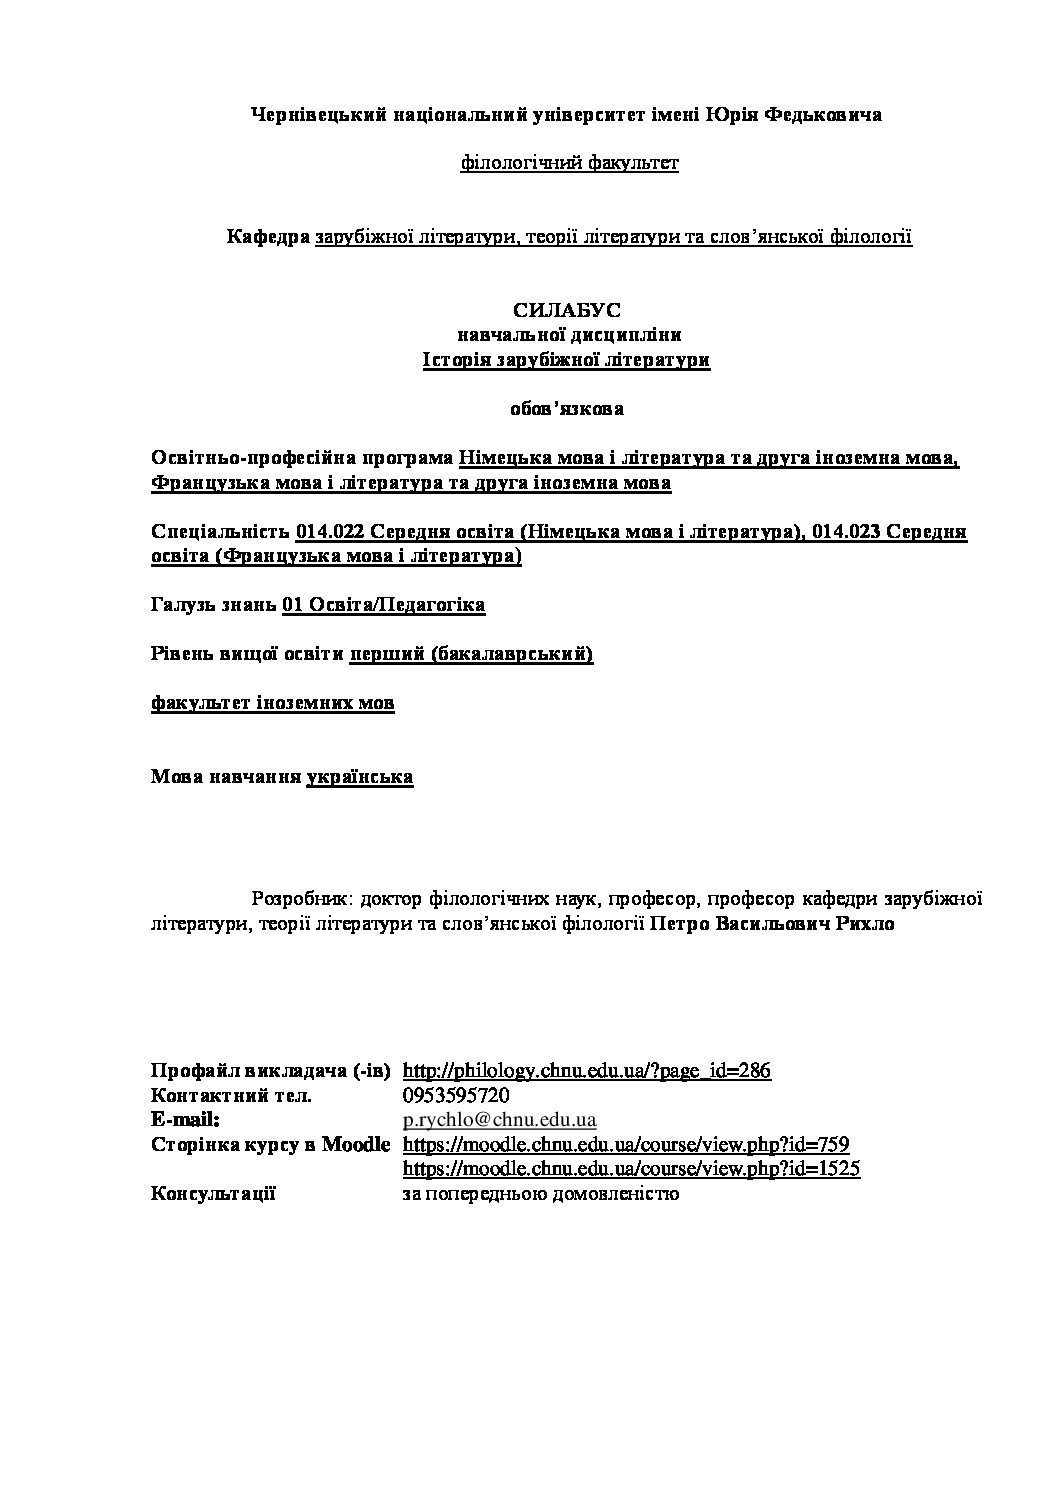 Чернівецький національний університет імені Юрія Федьковича
філологічний факультет
Кафедра зарубіжної літератури, теорії літератури та слов’янської філології
СИЛАБУС
навчальної дисципліни
Історія зарубіжної літератури
обов’язкова
Освітньо-професійна програма Німецька мова і література та друга іноземна мова,
Французька мова і література та друга іноземна мова
Спеціальність 014.022 Середня освіта (Німецька мова і література), 014.023 Середня
освіта (Французька мова і література)
Галузь знань 01 Освіта/Педагогіка
Рівень вищої освіти перший (бакалаврський)
факультет іноземних мов
Мова навчання українська
Розробник: доктор філологічних наук, професор, професор кафедри зарубіжної
літератури, теорії літератури та слов’янської філології Петро Васильович Рихло
Профайл викладача (-ів) http://philology.chnu.edu.ua/?page_id=286
Контактний тел. 0953595720
E-mail: p.rychlo@chnu.edu.ua
Сторінка курсу в Moodle https://moodle.chnu.edu.ua/course/view.php?id=759
https://moodle.chnu.edu.ua/course/view.php?id=1525
Консультації за попередньою домовленістю